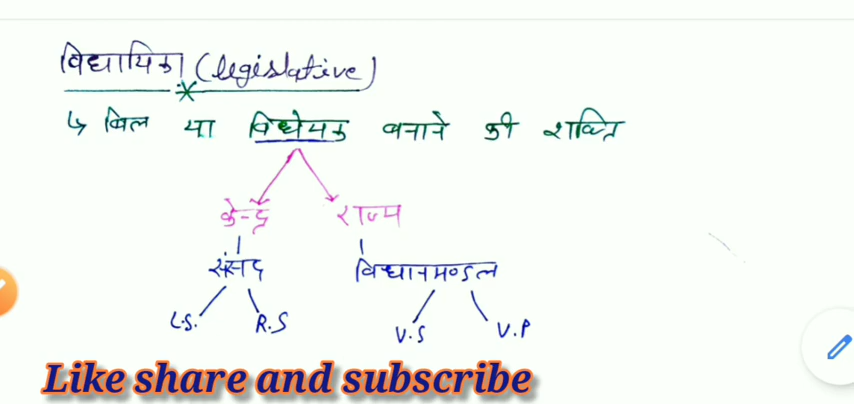 विधायिका (legislative)
↳ बिल या विधेयक बनाने की शक्ति
केन्द्र राज्य
संसद विधानमण्डल
L.S. R.S V.S V.P
Like share and subscribe